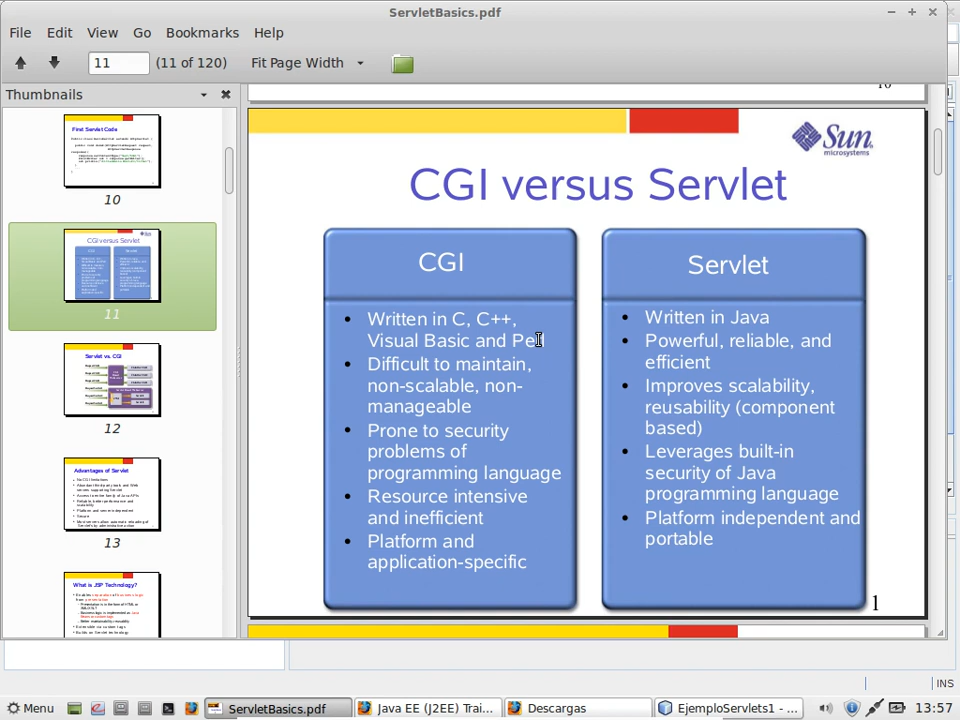 ServletBasics.pdf
File Edit View Go Bookmarks Help
11 (11 of 120) Fit Page Width
Thumbnails
First Servlet Code
10
CGI versus Servlet
11
Servlet vs. CGI
12
Advantages of Servlet
13
What is JSP Technology?
Sun
microsystems
CGI versus Servlet
CGI
• Written in C, C++,
Visual Basic and Perl
• Difficult to maintain,
non-scalable, non-
manageable
• Prone to security
problems of
programming language
• Resource intensive
and inefficient
• Platform and
application-specific
Servlet
• Written in Java
• Powerful, reliable, and
efficient
• Improves scalability,
reusability (component
based)
• Leverages built-in
security of Java
programming language
• Platform independent and
portable
1
INS
Menu ServletBasics.pdf Java EE (J2EE) Trai... Descargas EjemploServlets1 - ... 13:57